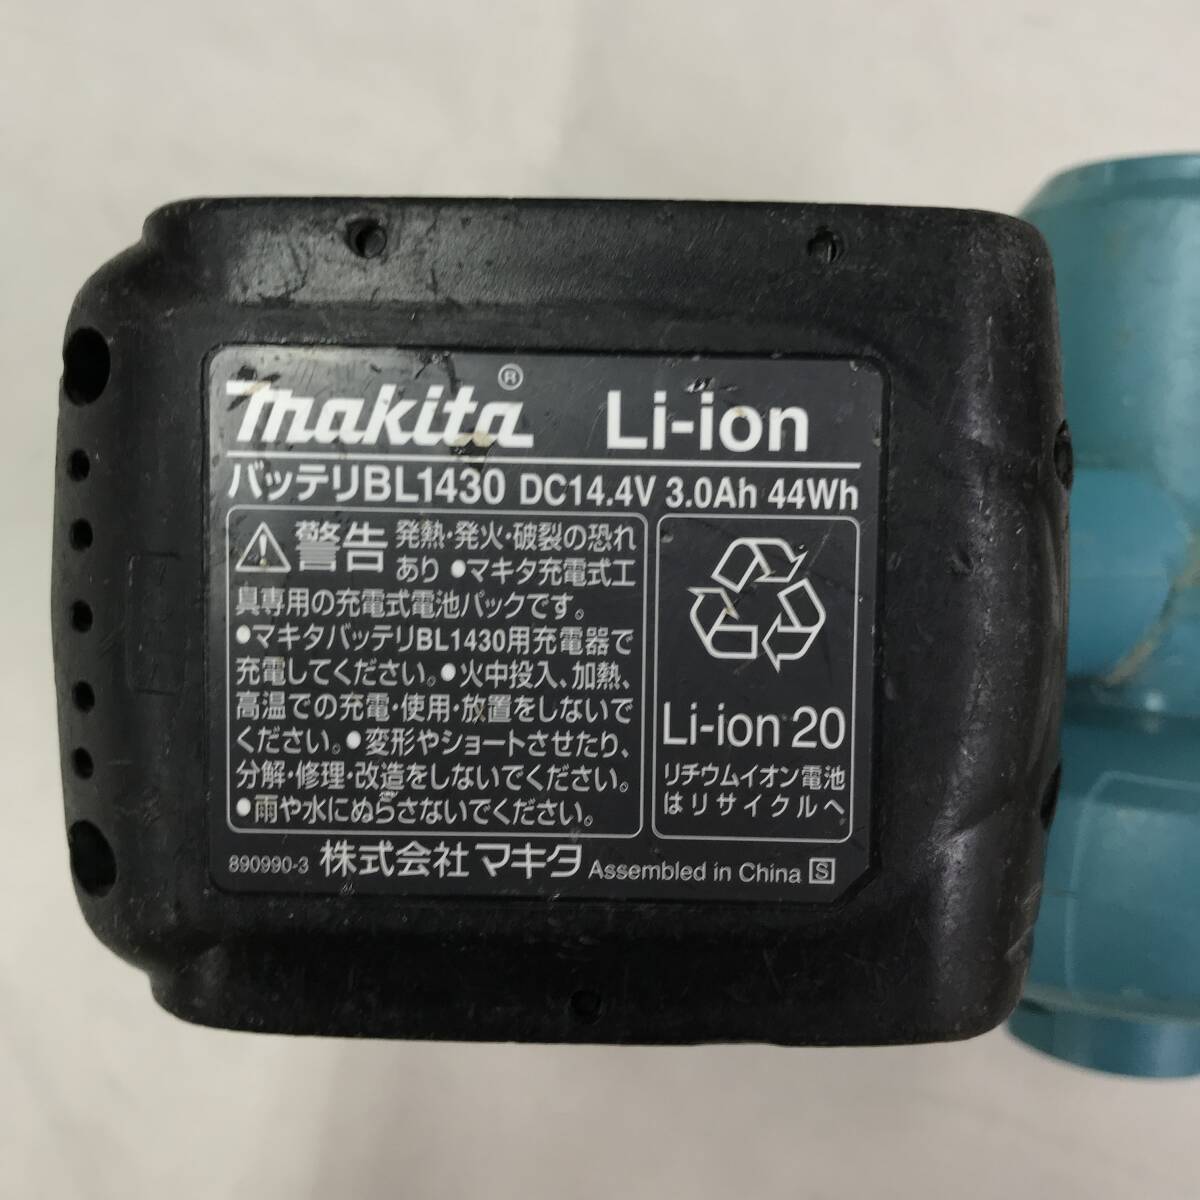 makita® Li-ion
バッテリBL1430 DC14.4V 3.0Ah 44Wh
警告 発熱・発火・破裂の恐れ
あり ●マキタ充電式工
具専用の充電式電池パックです。
●マキタバッテリBL1430用充電器で
充電してください。●火中投入、加熱、
高温での充電・使用・放置をしないで
ください。●変形やショートさせたり、
分解・修理・改造をしないでください。
●雨や水にぬらさないでください。
Li-ion 20
リチウムイオン電池
はリサイクルへ
890990-3 株式会社マキタ Assembled in China S